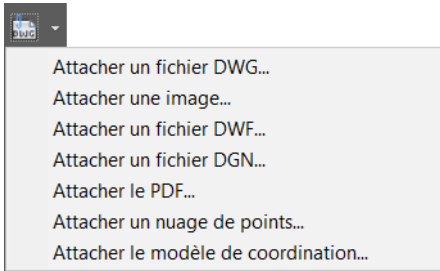 DWG
Attacher un fichier DWG...
Attacher une image...
Attacher un fichier DWF...
Attacher un fichier DGN...
Attacher le PDF...
Attacher un nuage de points...
Attacher le modèle de coordination...